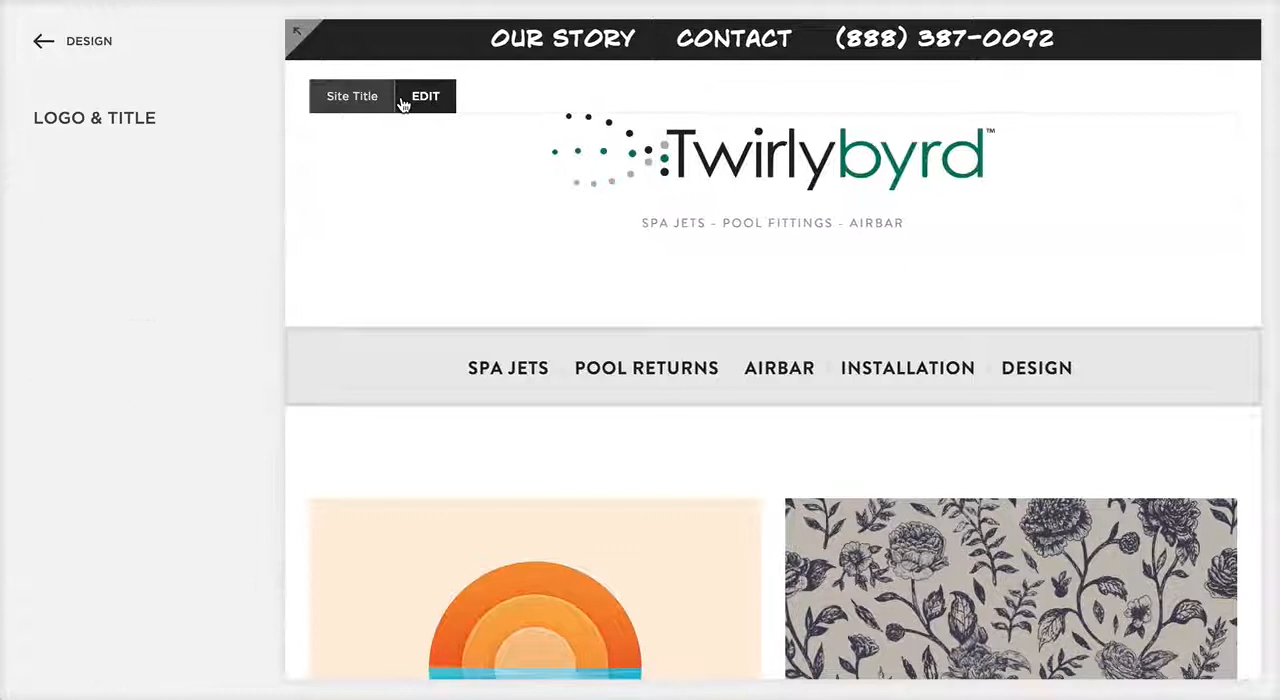 DESIGN
LOGO & TITLE
OUR STORY CONTACT (888) 387-0092
Site Title EDIT
Twirlybyrd™
SPA JETS - POOL FITTINGS - AIRBAR
SPA JETS POOL RETURNS AIRBAR INSTALLATION DESIGN